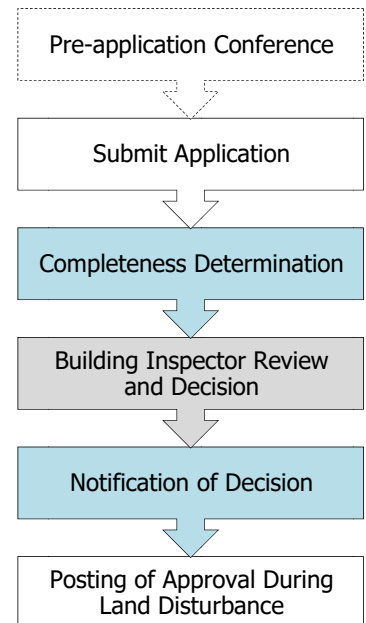 Pre-application Conference
Submit Application
Completeness Determination
Building Inspector Review
and Decision
Notification of Decision
Posting of Approval During
Land Disturbance